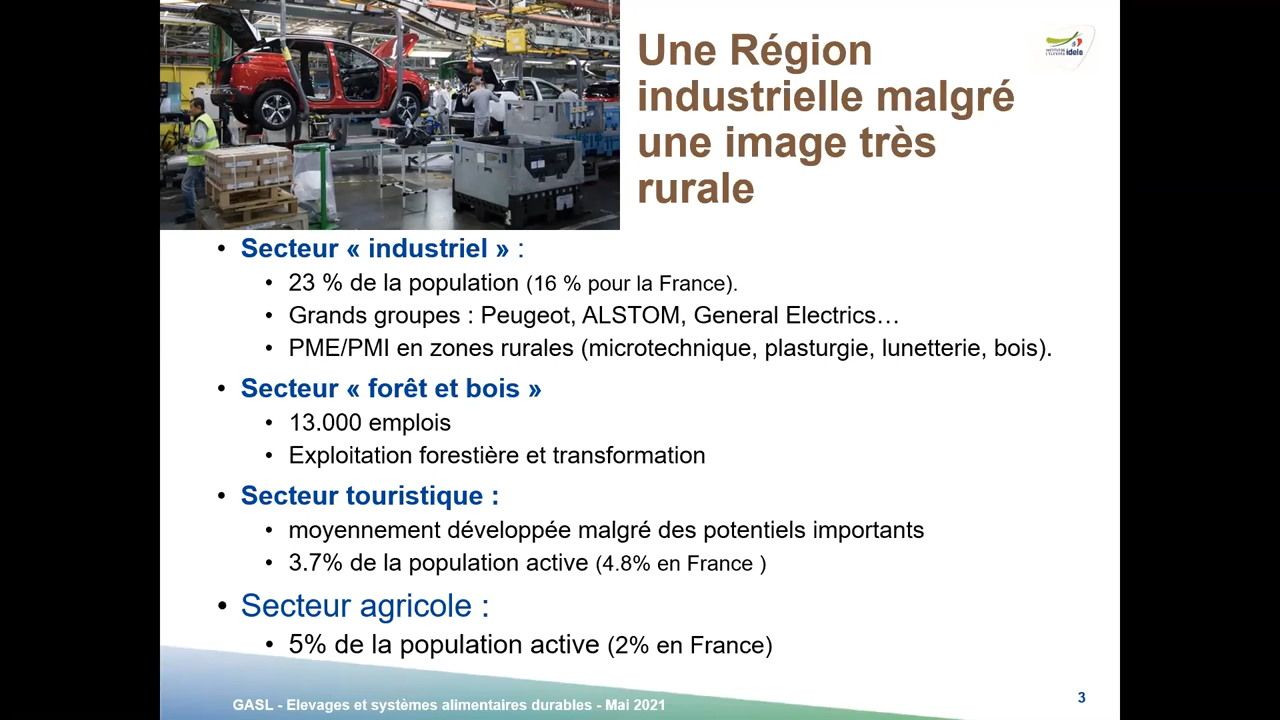 Une Région
industrielle malgré
une image très
rurale
idele
• Secteur « industriel » :
• 23 % de la population (16 % pour la France).
• Grands groupes : Peugeot, ALSTOM, General Electrics…
• PME/PMI en zones rurales (microtechnique, plasturgie, lunetterie, bois).
• Secteur « forêt et bois »
• 13.000 emplois
• Exploitation forestière et transformation
• Secteur touristique :
• moyennement développée malgré des potentiels importants
• 3.7% de la population active (4.8% en France )
• Secteur agricole :
• 5% de la population active (2% en France)
GASL - Elevages et systèmes alimentaires durables - Mai 2021
3